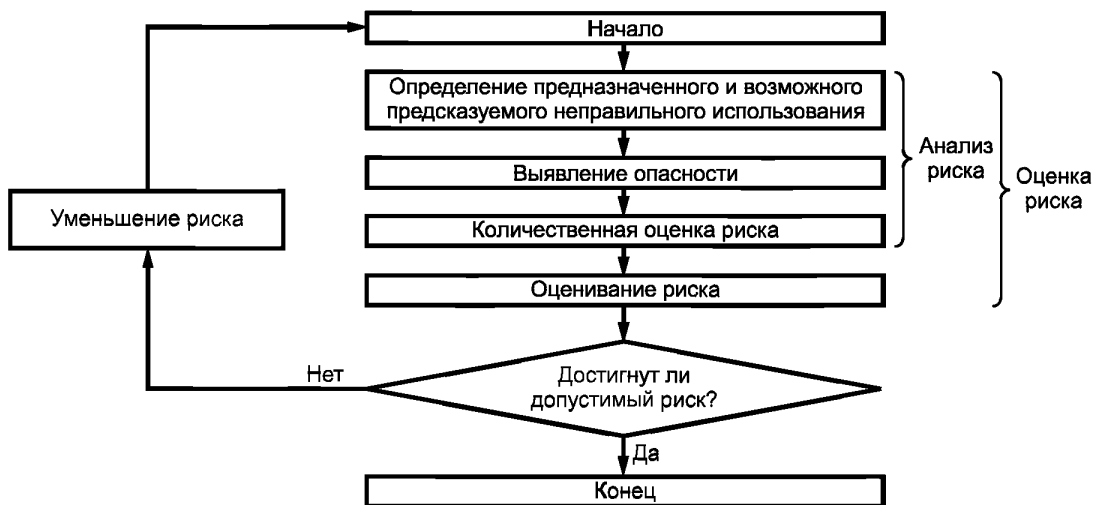 Начало
Определение предназначенного и возможного
предсказуемого неправильного использования
Анализ
риска
Выявление опасности
Оценка
риска
Уменьшение риска
Количественная оценка риска
Оценивание риска
Нет
Достигнут ли
допустимый риск?
Да
Конец